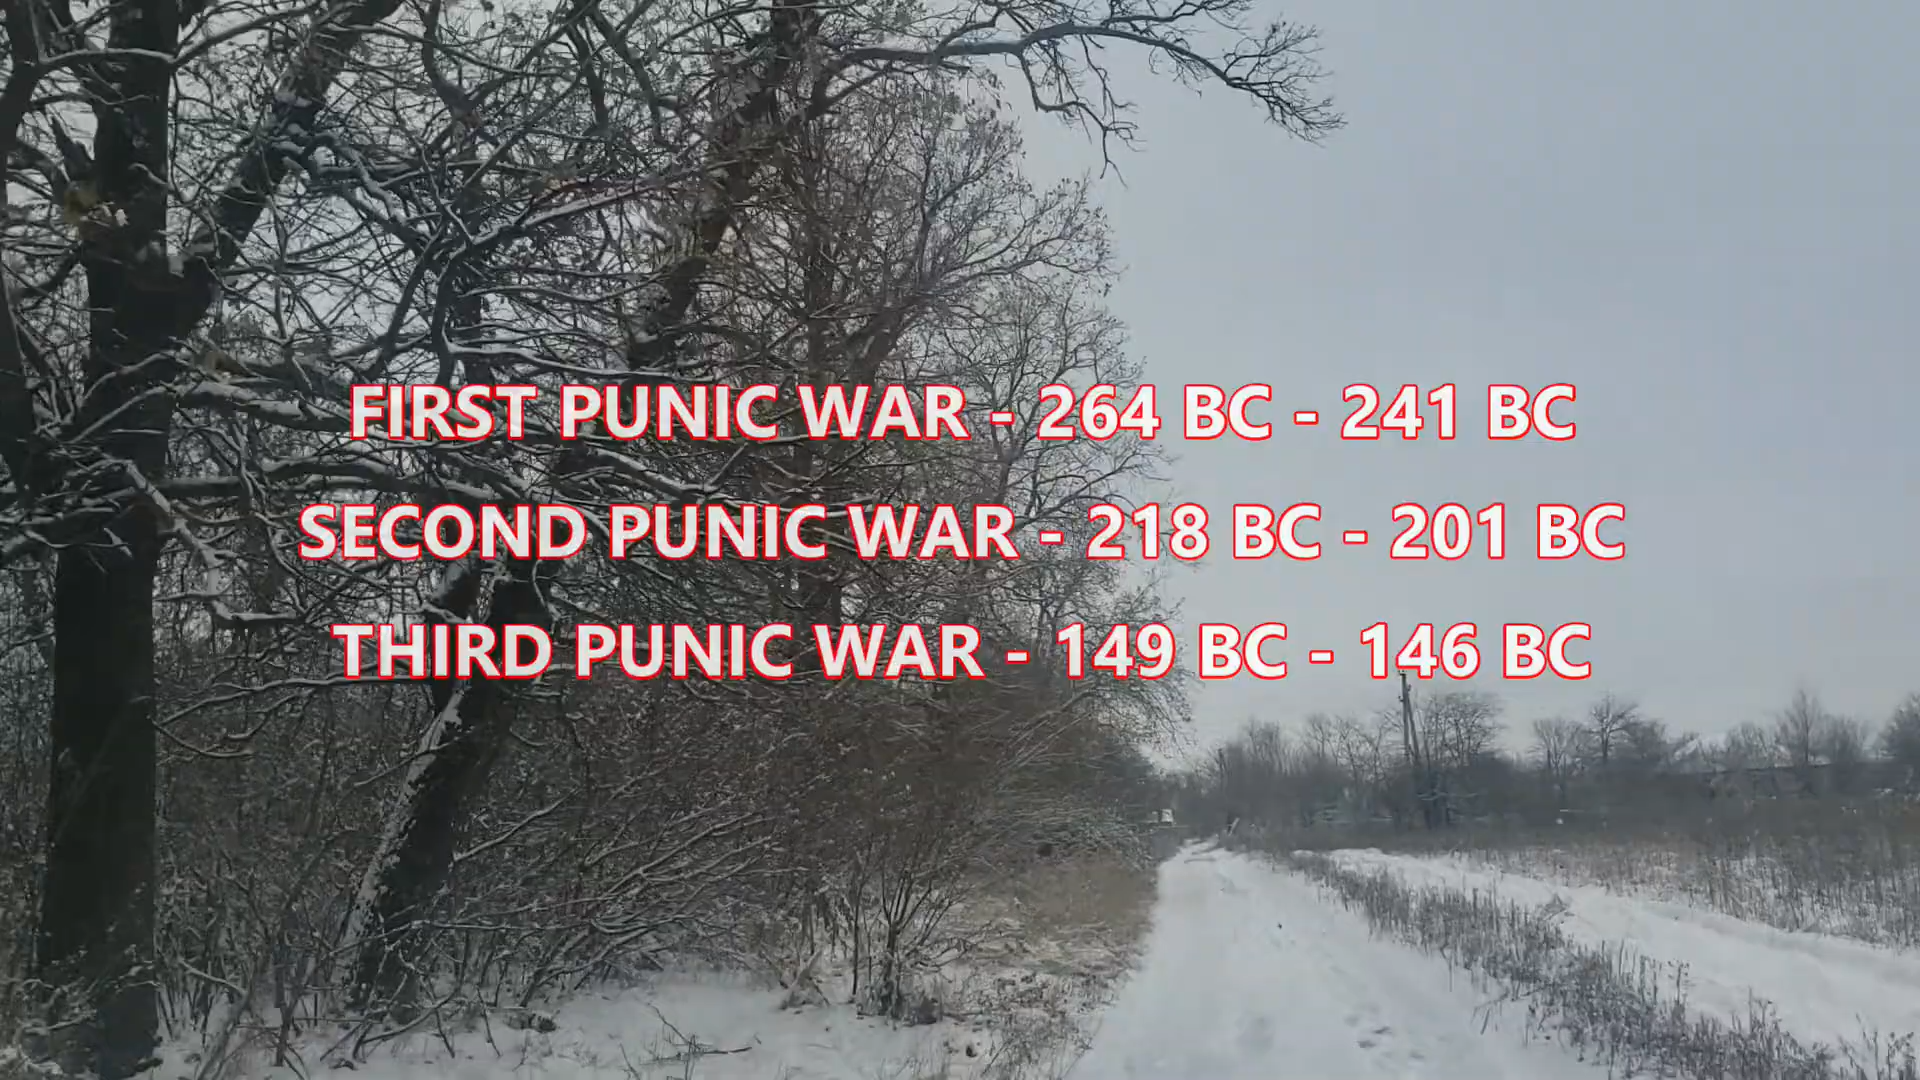 FIRST PUNIC WAR - 264 BC - 241 BC
SECOND PUNIC WAR - 218 BC - 201 BC
THIRD PUNIC WAR - 149 BC - 146 BC